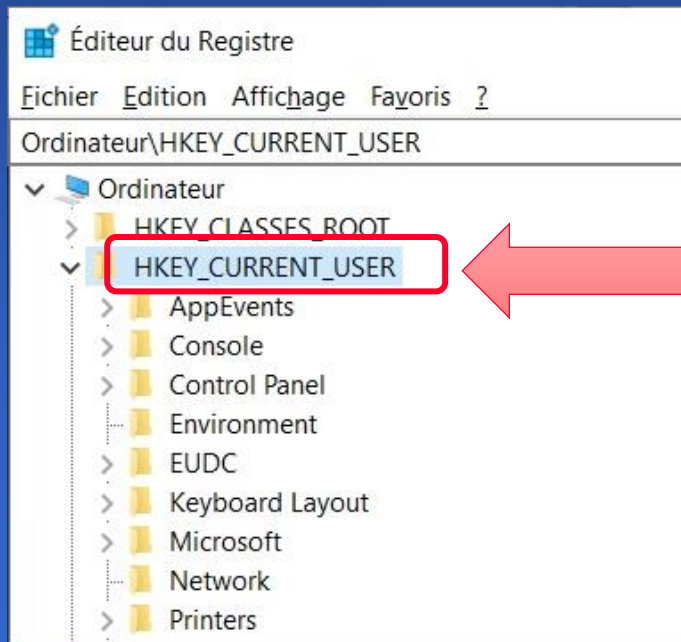 Éditeur du Registre
Fichier Edition Affichage Favoris ?
Ordinateur\HKEY_CURRENT_USER
Ordinateur
HKEY_CLASSES_ROOT
HKEY_CURRENT_USER
AppEvents
Console
Control Panel
Environment
EUDC
Keyboard Layout
Microsoft
Network
Printers